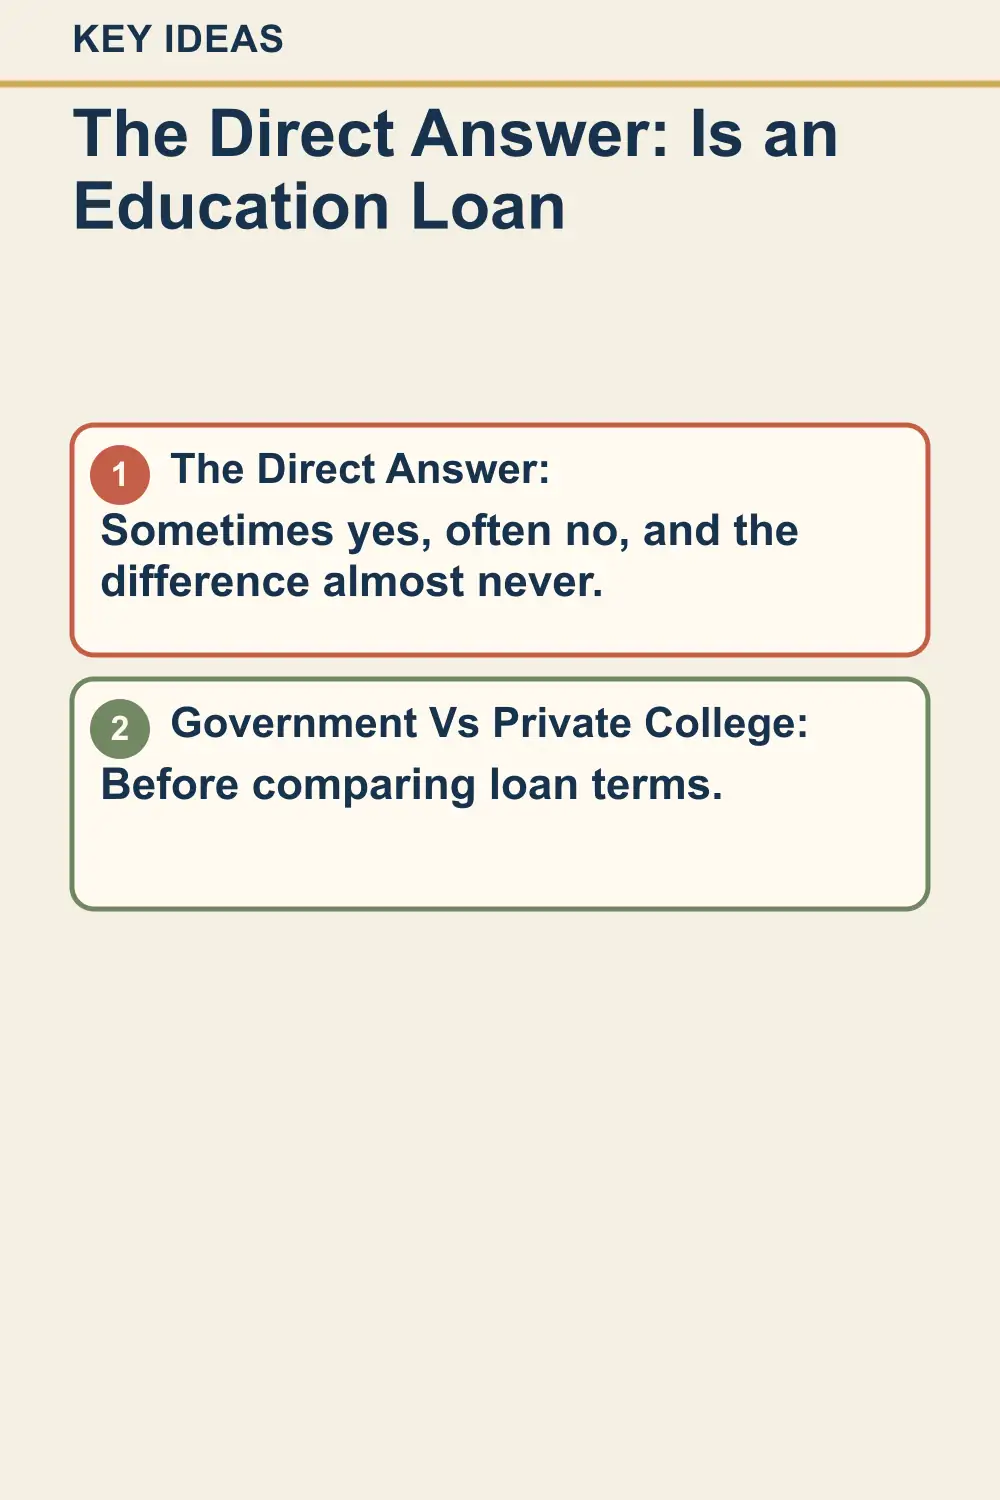 KEY IDEAS
The Direct Answer: Is an
Education Loan
1 The Direct Answer:
Sometimes yes, often no, and the
difference almost never.
2 Government Vs Private College:
Before comparing loan terms.